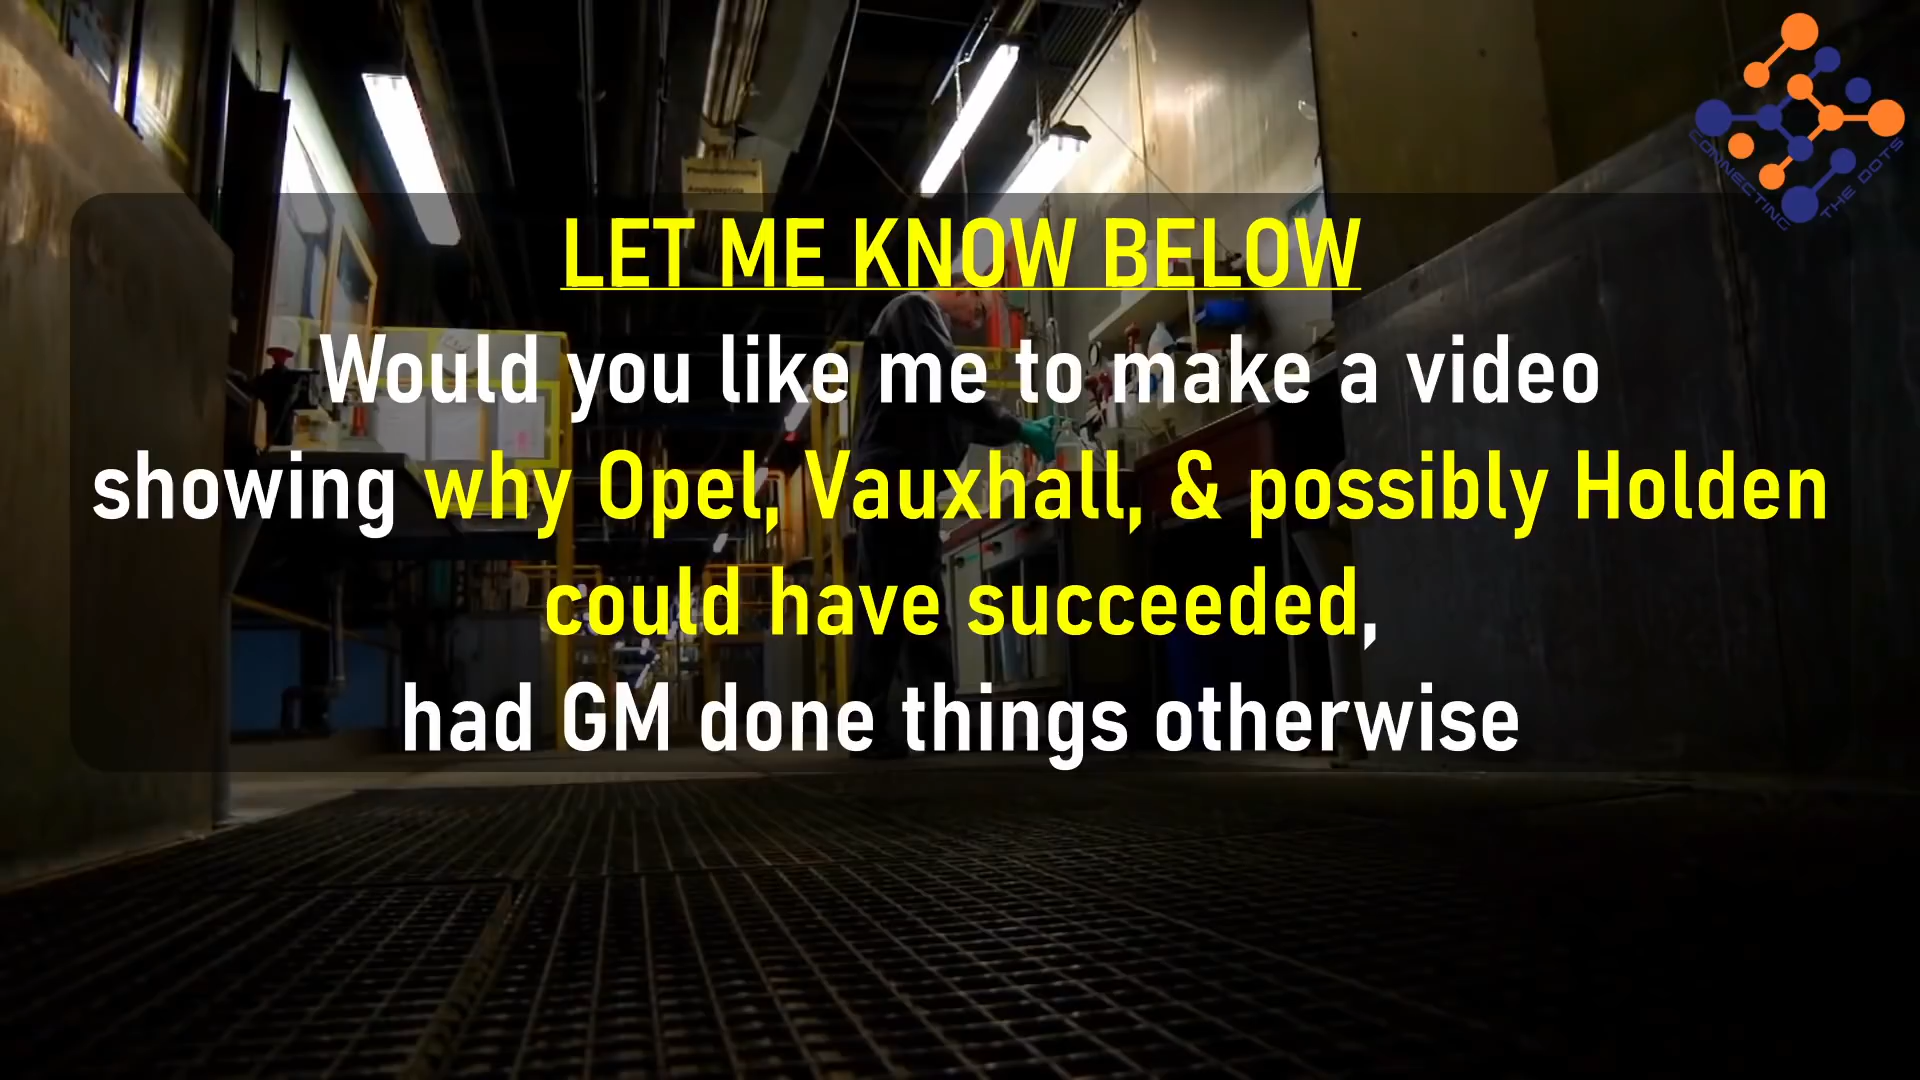 LET ME KNOW BELOW
Would you like me to make a video
showing why Opel, Vauxhall, & possibly Holden
could have succeeded,
had GM done things otherwise
CONNECTING THE DOTS